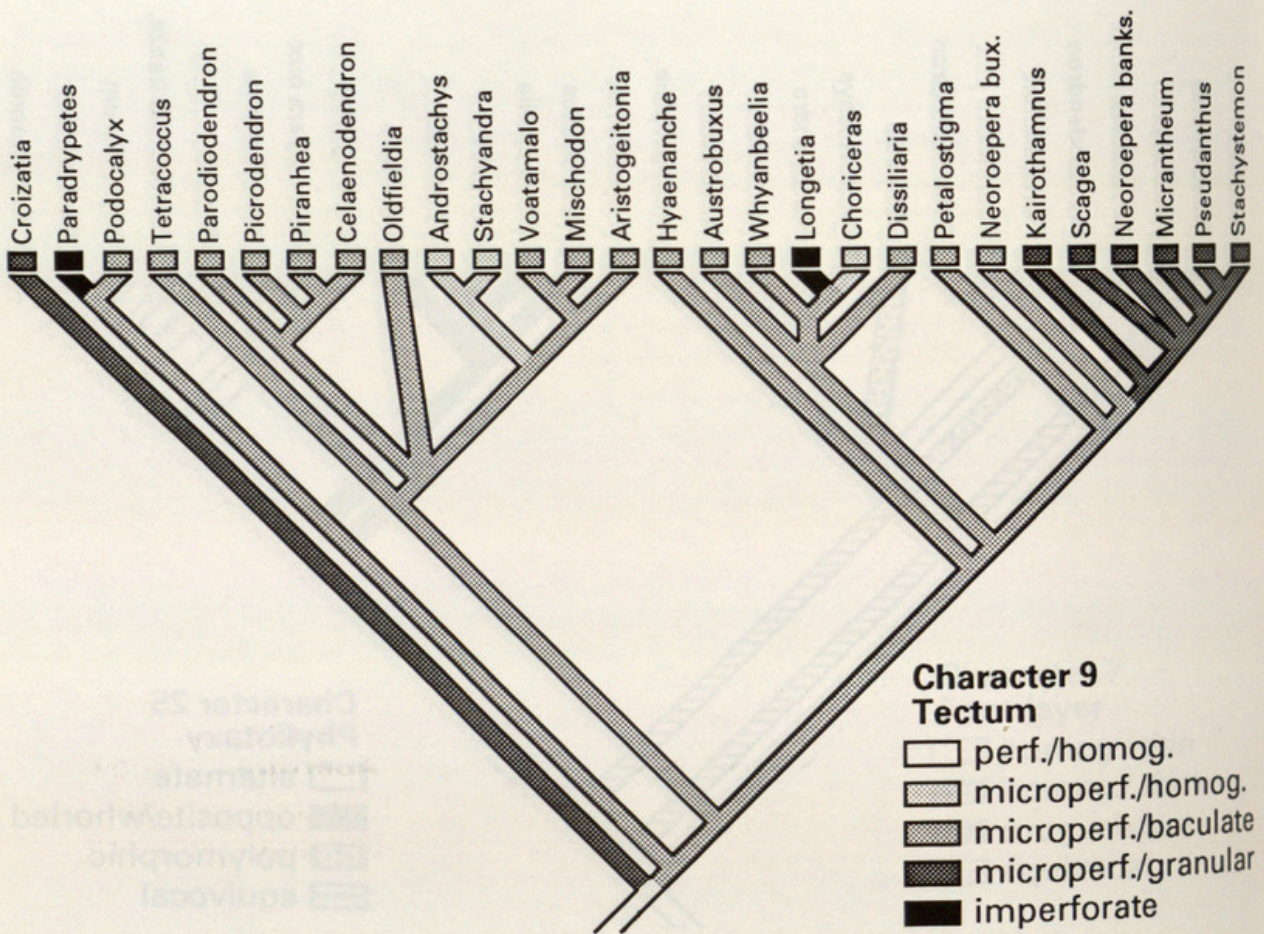 Croizatia
Paradrypetes
Podocalyx
Tetracoccus
Parodiodendron
Picrodendron
Piranhea
Celaenodendron
Oldfieldia
Androstachys
Stachyandra
Voatamalo
Mischodon
Aristogeitonia
Hyaenanche
Austrobuxus
Whyanbeelia
Longetia
Choriceras
Dissiliaria
Petalostigma
Neoroepera bux.
Kairothamnus
Scagea
Neoroepera banks.
Micrantheum
Pseudanthus
Stachystemon
Character 9
Tectum
perf./homog.
microperf./homog.
microperf./baculate
microperf./granular
imperforate
Character 25
Phyllotaxy
alternate
opposite/whorled
polymorphic
equivocal